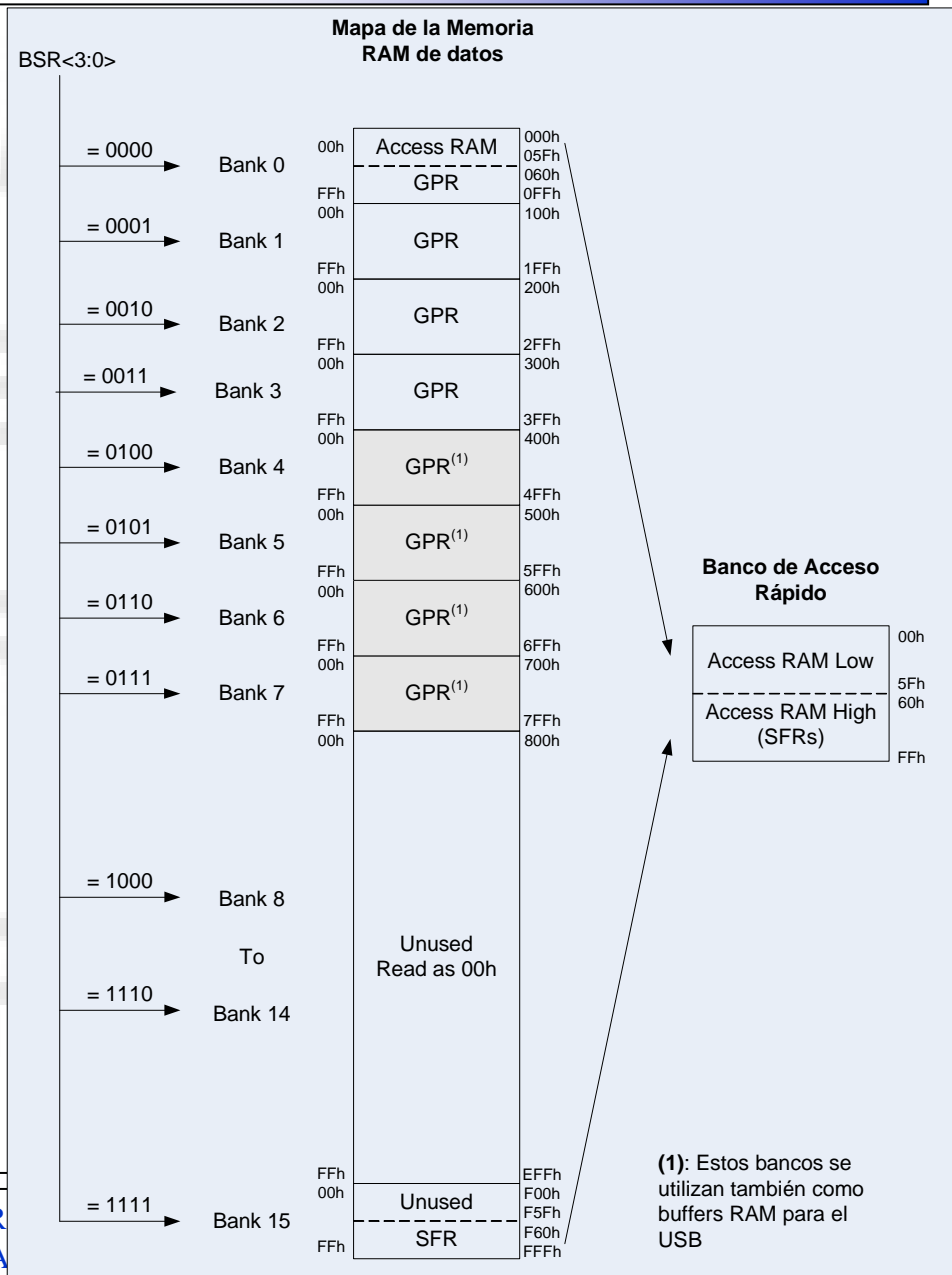 Mapa de la Memoria
RAM de datos
BSR<3:0>
= 0000
Bank 0
00h
Access RAM
000h
05Fh
GPR
060h
FFh
0FFh
= 0001
Bank 1
00h
GPR
100h
FFh
1FFh
= 0010
Bank 2
00h
GPR
200h
FFh
2FFh
= 0011
Bank 3
00h
GPR
300h
FFh
3FFh
= 0100
Bank 4
00h
GPR(1)
400h
FFh
4FFh
= 0101
Bank 5
00h
GPR(1)
500h
FFh
5FFh
= 0110
Bank 6
00h
GPR(1)
600h
FFh
6FFh
= 0111
Bank 7
00h
GPR(1)
700h
FFh
7FFh
00h
800h
= 1000
Bank 8
To
= 1110
Bank 14
Unused
Read as 00h
FFh
EFFh
= 1111
Bank 15
00h
Unused
F00h
F5Fh
SFR
F60h
FFh
FFFh
Banco de Acceso
Rápido
Access RAM Low
00h
5Fh
Access RAM High
(SFRs)
60h
FFh
(1): Estos bancos se
utilizan también como
buffers RAM para el
USB
R
A